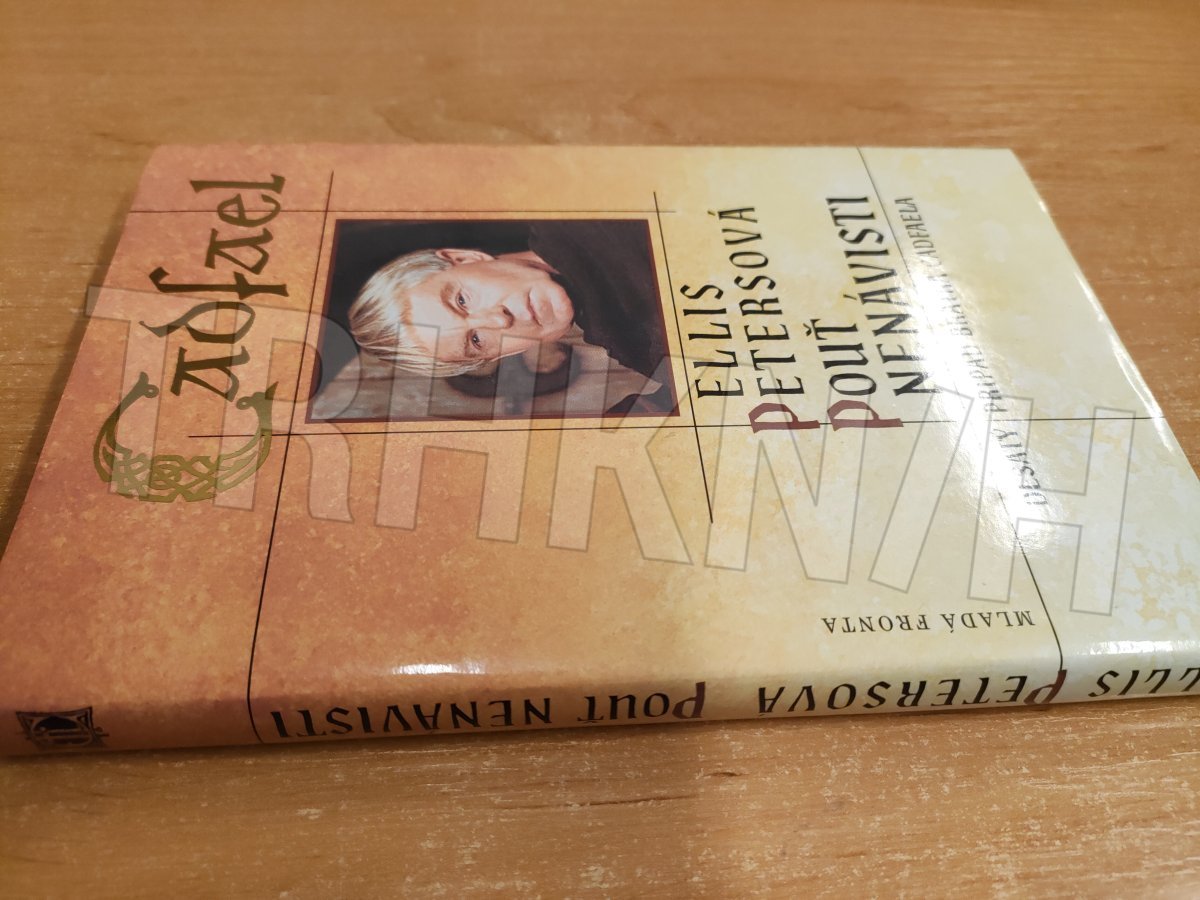 Cadfael
ELLIS
PETERSOVÁ
POUŤ
NENÁVISTI
DESÁTÝ PŘÍPAD BRATRA CADFAELA
MLADÁ FRONTA
ELLIS PETERSOVÁ POUŤ NENÁVISTI
TRHKNIH